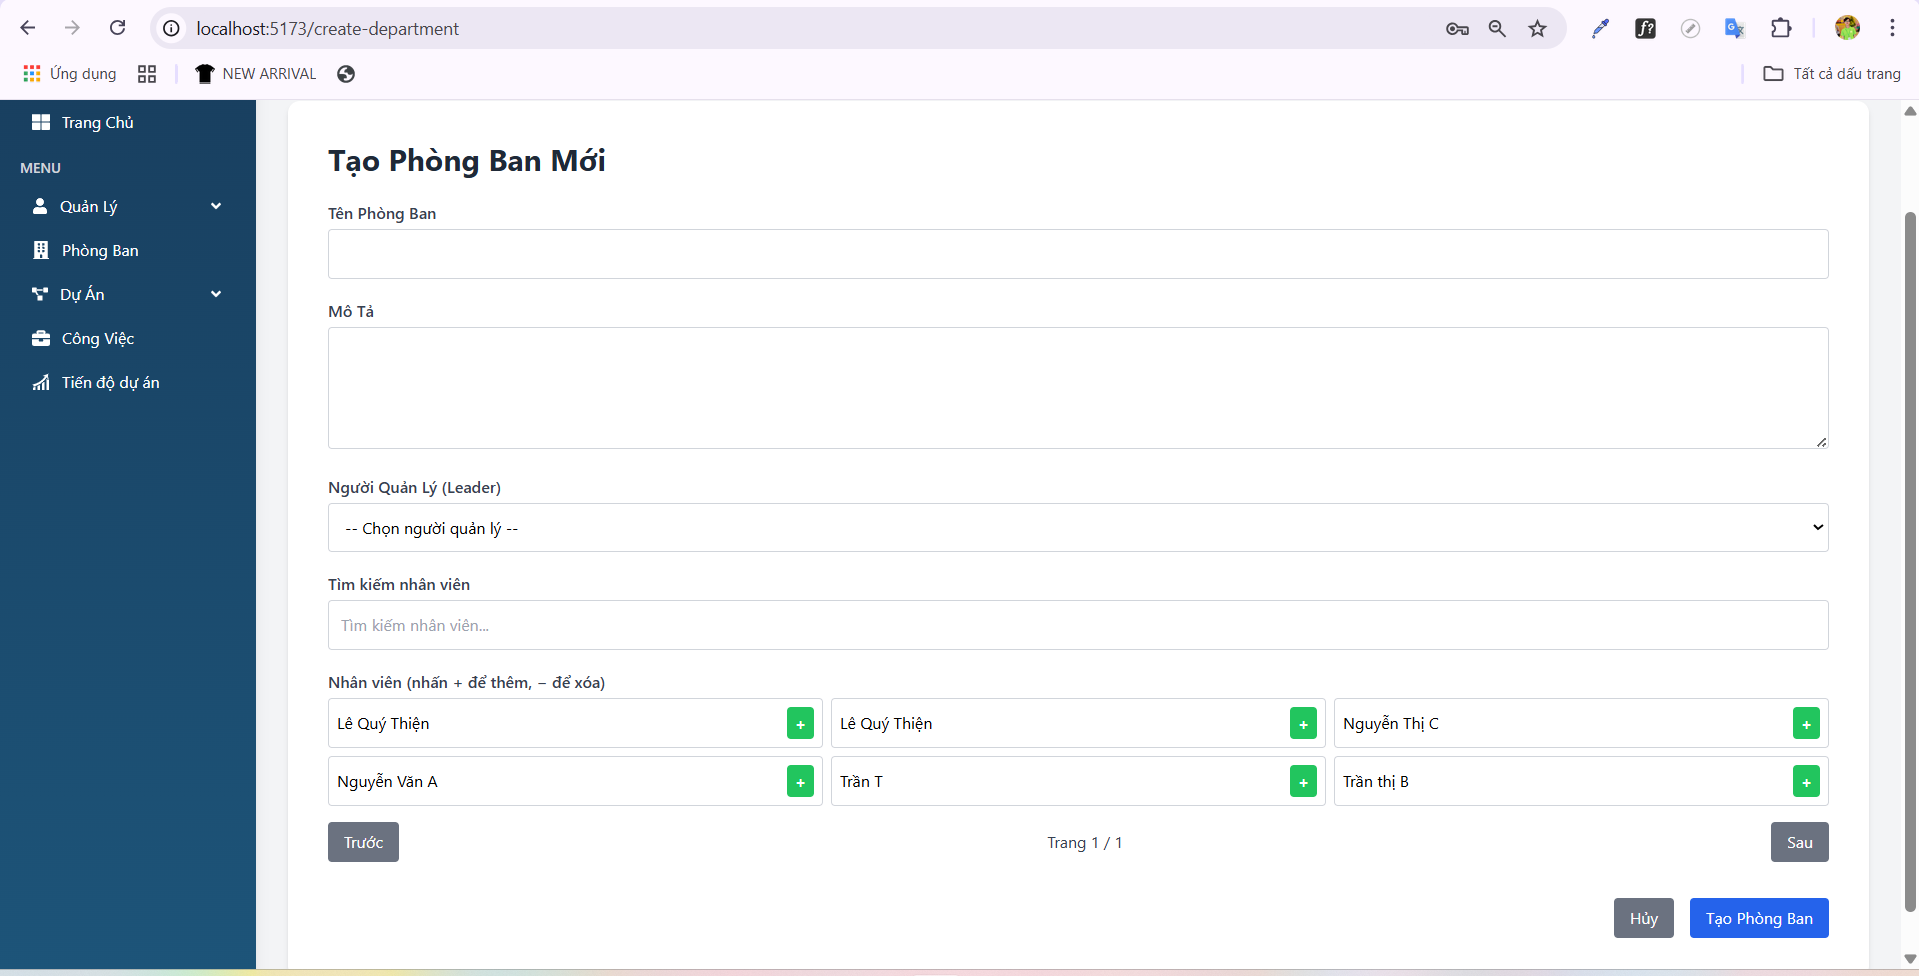 localhost:5173/create-department
Ứng dụng
NEW ARRIVAL
Tất cả dấu trang
Trang Chủ
MENU
Quản Lý
Phòng Ban
Dự Án
Công Việc
Tiến độ dự án
Tạo Phòng Ban Mới
Tên Phòng Ban
Mô Tả
Người Quản Lý (Leader)
-- Chọn người quản lý --
Tìm kiếm nhân viên
Tìm kiếm nhân viên...
Nhân viên (nhấn + để thêm, − để xóa)
Lê Quý Thiện +
Lê Quý Thiện +
Nguyễn Thị C +
Nguyễn Văn A +
Trần T +
Trần thị B +
Trước
Trang 1 / 1
Sau
Hủy
Tạo Phòng Ban